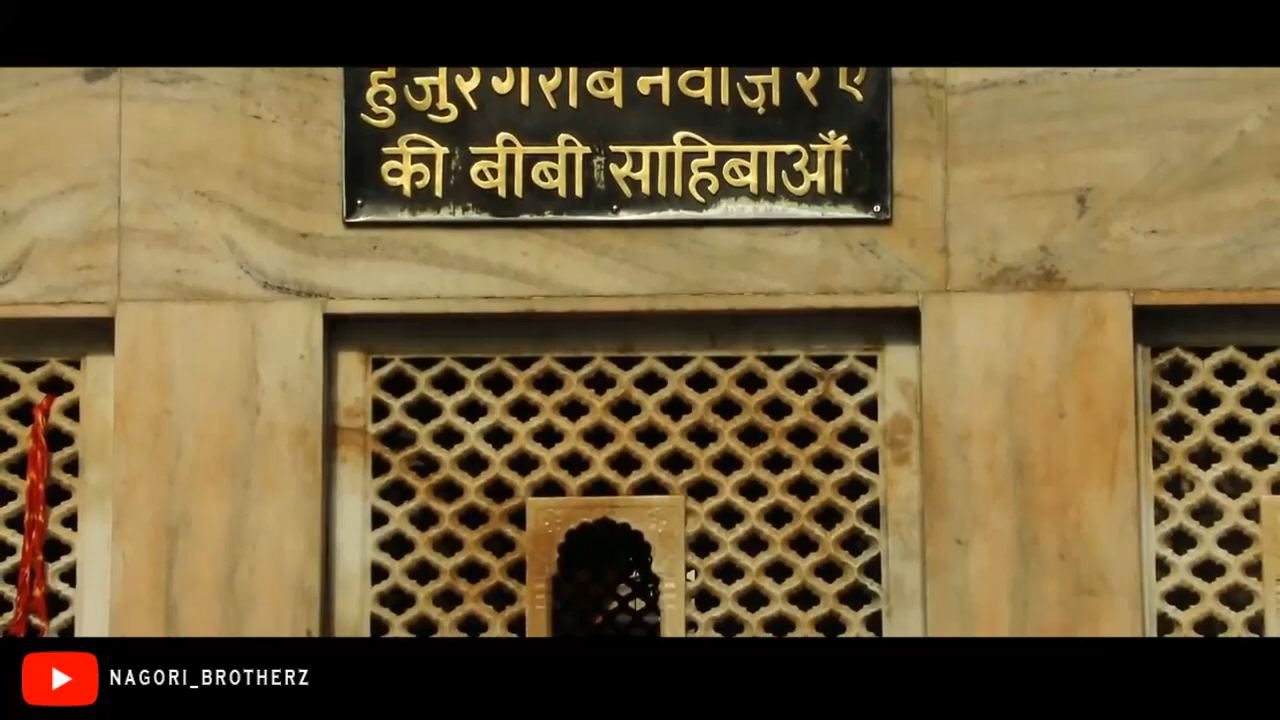 हुजुर गरीब नवाज़ र ए
की बीबी साहिबाओँ
NAGORI_BROTHERZ